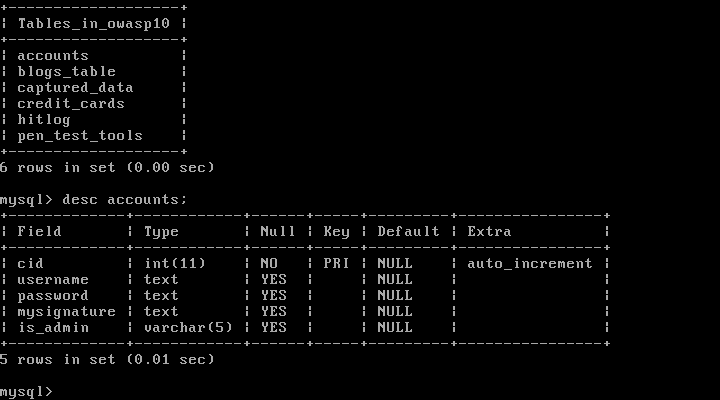 +-------------------+
| Tables_in_owasp10 |
+-------------------+
| accounts          |
| blogs_table       |
| captured_data     |
| credit_cards      |
| hitlog            |
| pen_test_tools    |
+-------------------+
6 rows in set (0.00 sec)
mysql> desc accounts;
+-------------+------------+------+-----+---------+----------------+
| Field       | Type       | Null | Key | Default | Extra          |
+-------------+------------+------+-----+---------+----------------+
| cid         | int(11)    | NO   | PRI | NULL    | auto_increment |
| username    | text       | YES  |     | NULL    |                |
| password    | text       | YES  |     | NULL    |                |
| mysignature | text       | YES  |     | NULL    |                |
| is_admin    | varchar(5) | YES  |     | NULL    |                |
+-------------+------------+------+-----+---------+----------------+
5 rows in set (0.01 sec)
mysql>